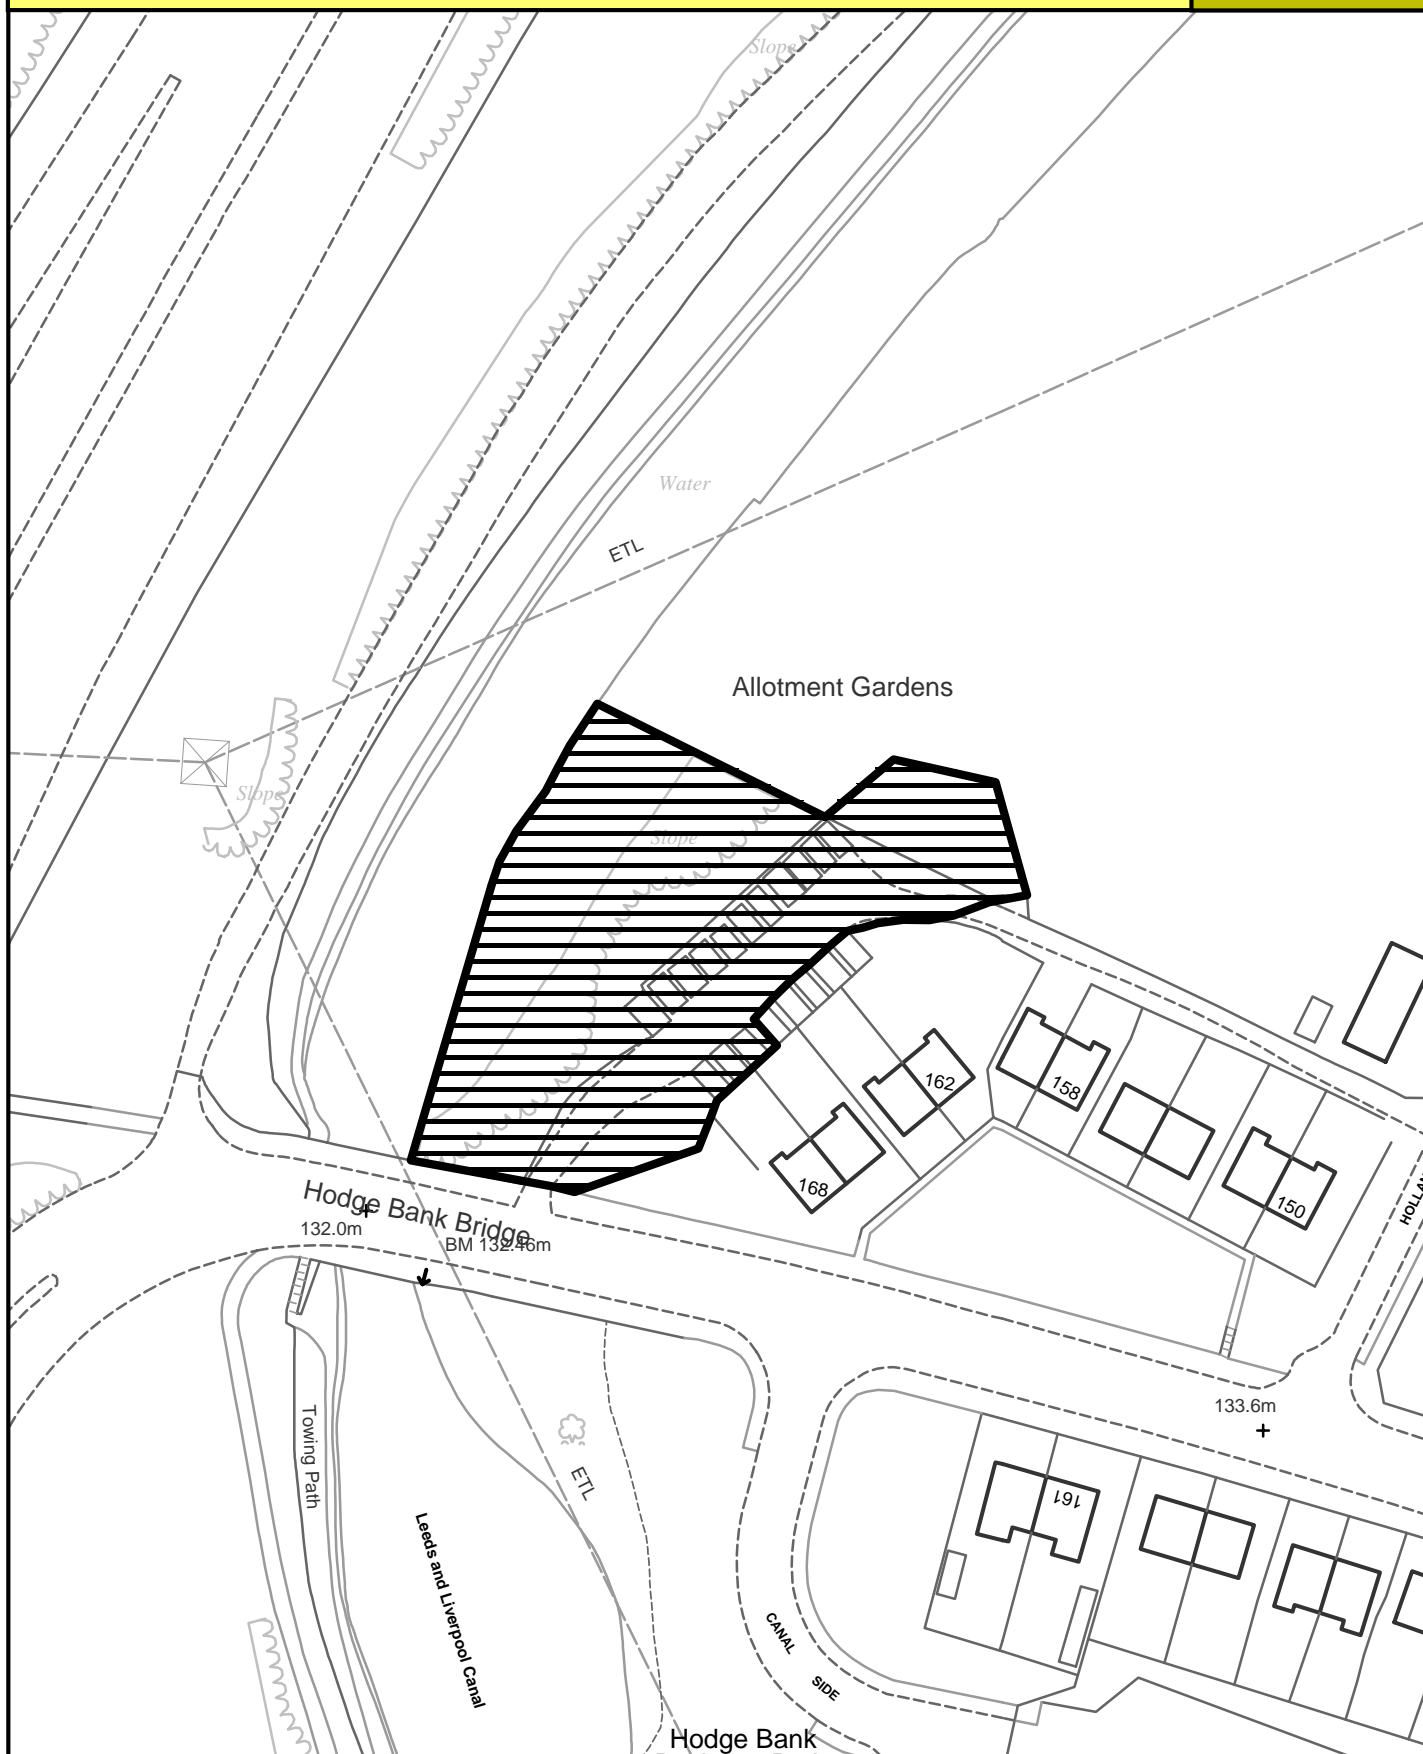 Slope
Water
ETL
Allotment Gardens
Slope
Slope
162
158
168
150
HOLLAN
Hodge Bank Bridge
132.0m
BM 132.46m
133.6m
Towing Path
ETL
161
Leeds and Liverpool Canal
CANAL SIDE
Hodge Bank